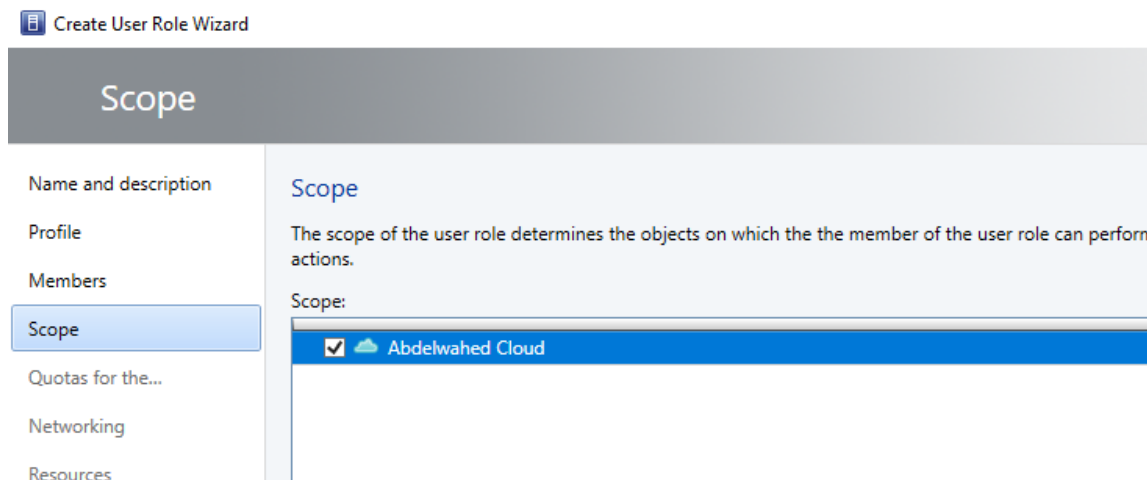 Create User Role Wizard
Scope
Name and description
Profile
Members
Scope
Quotas for the...
Networking
Resources
Scope
The scope of the user role determines the objects on which the the member of the user role can perform
actions.
Scope:
Abdelwahed Cloud